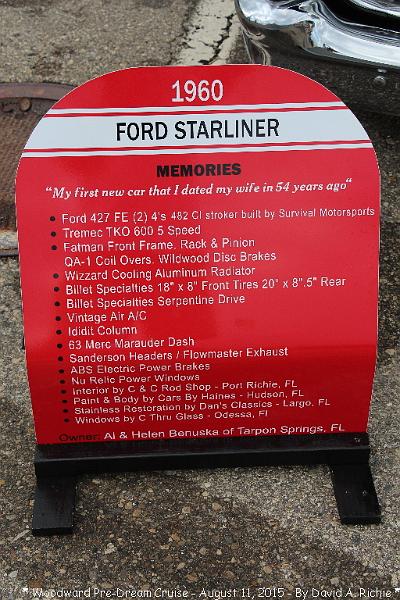 1960
FORD STARLINER
MEMORIES
"My first new car that I dated my wife in 54 years ago"
• Ford 427 FE (2) 4's 482 CI stroker built by Survival Motorsports
• Tremec TKO 600 5 Speed
• Fatman Front Frame. Rack & Pinion
QA-1 Coil Overs. Wildwood Disc Brakes
• Wizzard Cooling Aluminum Radiator
• Billet Specialties 18" x 8" Front Tires 20" x 8".5" Rear
• Billet Specialties Serpentine Drive
• Vintage Air A/C
• Ididit Column
• 63 Merc Marauder Dash
• Sanderson Headers / Flowmaster Exhaust
• ABS Electric Power Brakes
• Nu Relic Power Windows
• Interior by C & C Rod Shop - Port Richie, FL
• Paint & Body by Cars By Haines - Hudson, FL
• Stainless Restoration by Dan's Classics - Largo, FL
• Windows by C Thru Glass - Odessa, Fl
Owner: Al & Helen Benuska of Tarpon Springs, FL
* Woodward Pre-Dream Cruise - August 11, 2015 - By David A. Richie *